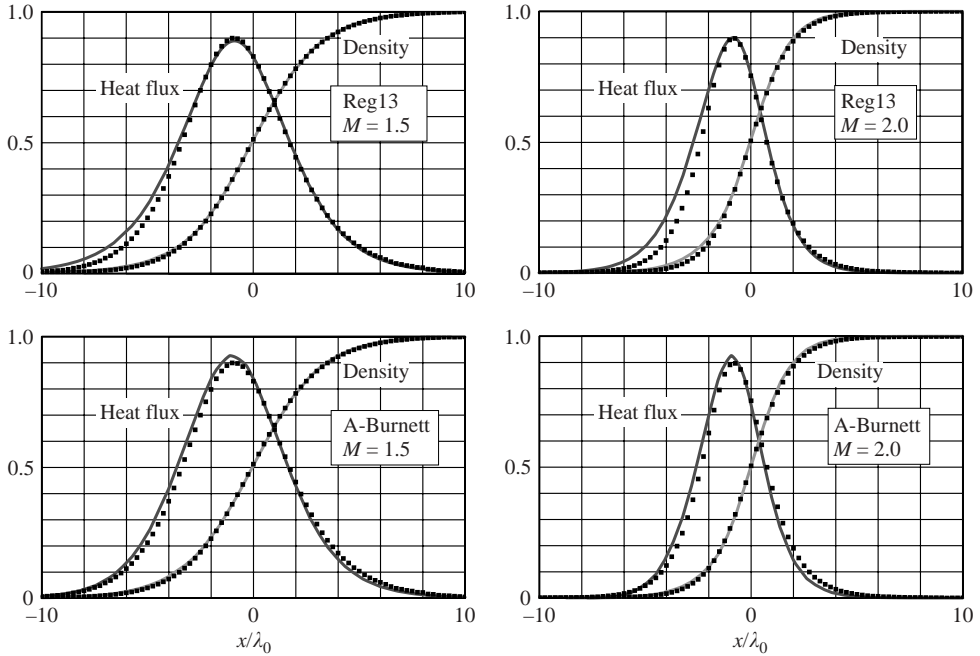 1.0
Density
Heat flux
Reg13
M = 1.5
0.5
0
–10
0
10
1.0
Density
Heat flux
Reg13
M = 2.0
0.5
0
–10
0
10
1.0
Density
Heat flux
A-Burnett
M = 1.5
0.5
0
–10
0
10
x/λ0
1.0
Density
Heat flux
A-Burnett
M = 2.0
0.5
0
–10
0
10
x/λ0